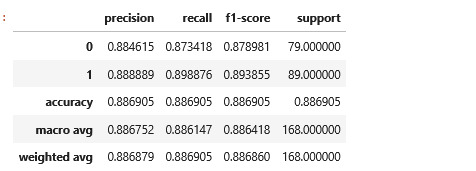 :
precision recall f1-score support
0 0.884615 0.873418 0.878981 79.000000
1 0.888889 0.898876 0.893855 89.000000
accuracy 0.886905 0.886905 0.886905 0.886905
macro avg 0.886752 0.886147 0.886418 168.000000
weighted avg 0.886879 0.886905 0.886860 168.000000